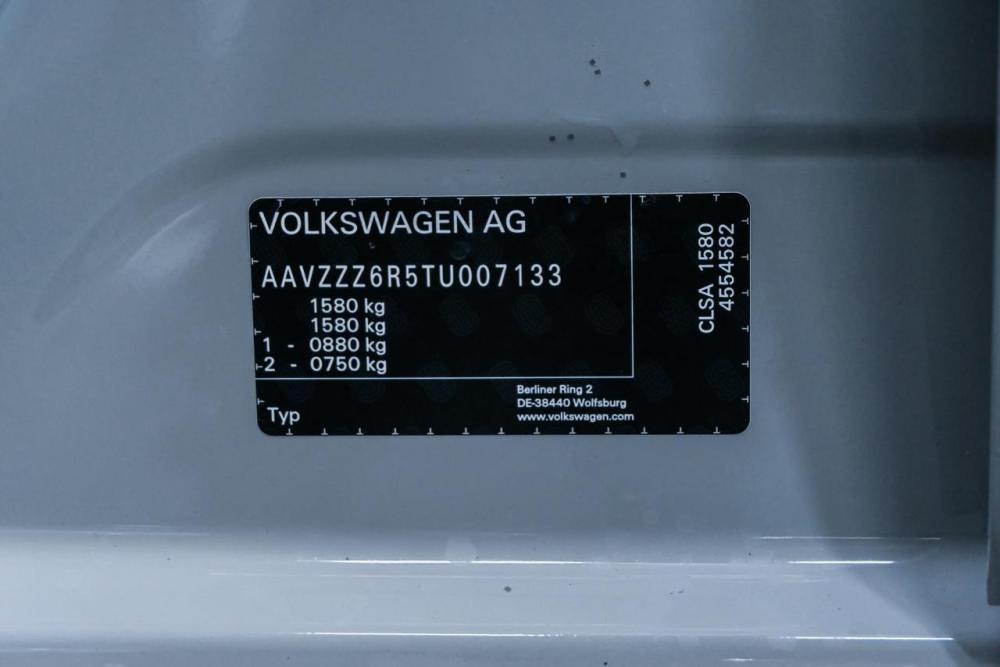 VOLKSWAGEN AG
AAVZZZ6R5TU007133
1580 kg
1580 kg
1 - 0880 kg
2 - 0750 kg
Typ
Berliner Ring 2
DE-38440 Wolfsburg
www.volkswagen.com
CLSA 1580
4554582